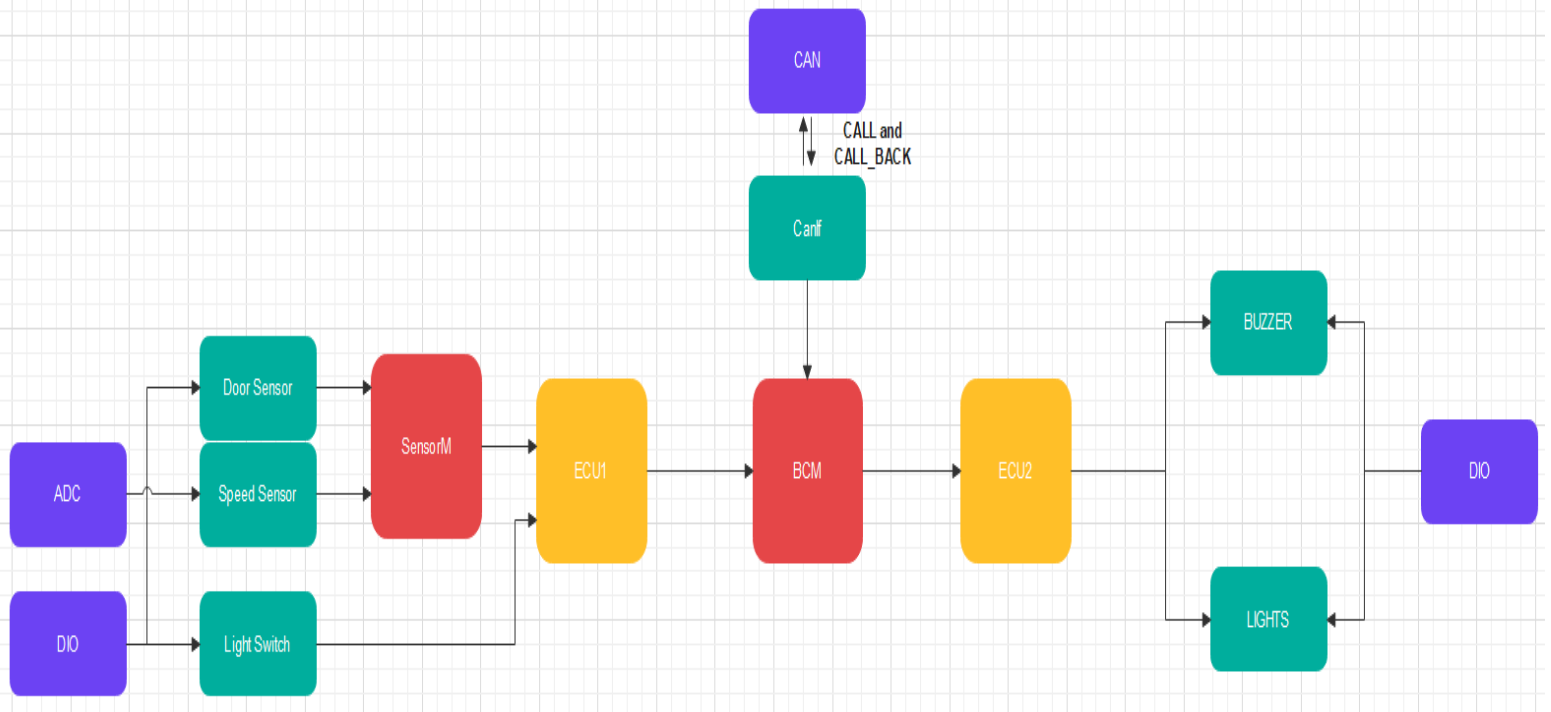 CAN
CALL and
CALL_BACK
CanIf
BUZZER
Door Sensor
SensorM
ADC
Speed Sensor
ECU1
BCM
ECU2
DIO
DIO
Light Switch
LIGHTS